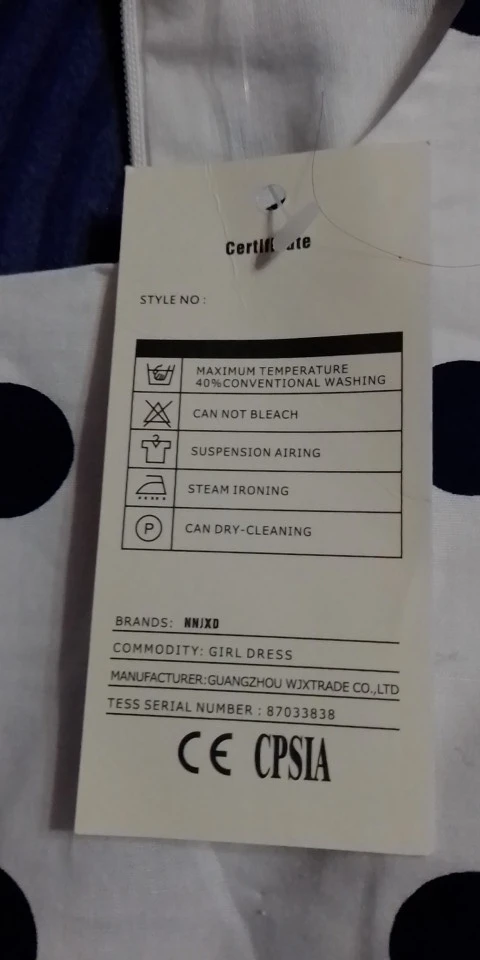 Certificate
STYLE NO :
MAXIMUM TEMPERATURE
40%CONVENTIONAL WASHING
CAN NOT BLEACH
SUSPENSION AIRING
STEAM IRONING
P
CAN DRY-CLEANING
BRANDS: NNJXD
COMMODITY: GIRL DRESS
MANUFACTURER:GUANGZHOU WJXTRADE CO.,LTD
TESS SERIAL NUMBER : 87033838
CE CPSIA